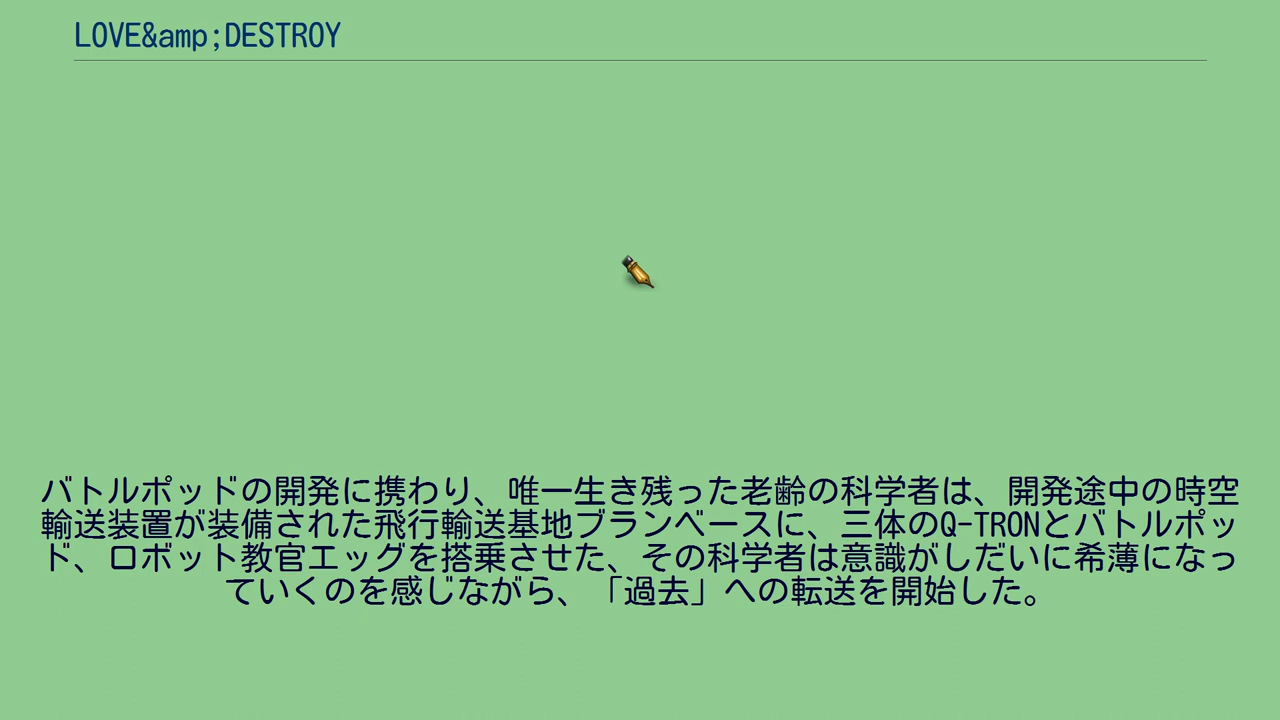 LOVE&amp;DESTROY
バトルポッドの開発に携わり、唯一生き残った老齢の科学者は、開発途中の時空
輸送装置が装備された飛行輸送基地ブランベースに、三体のQ-TRONとバトルポッ
ド、ロボット教官エッグを搭乗させた、その科学者は意識がしだいに希薄になっ
ていくのを感じながら、「過去」への転送を開始した。